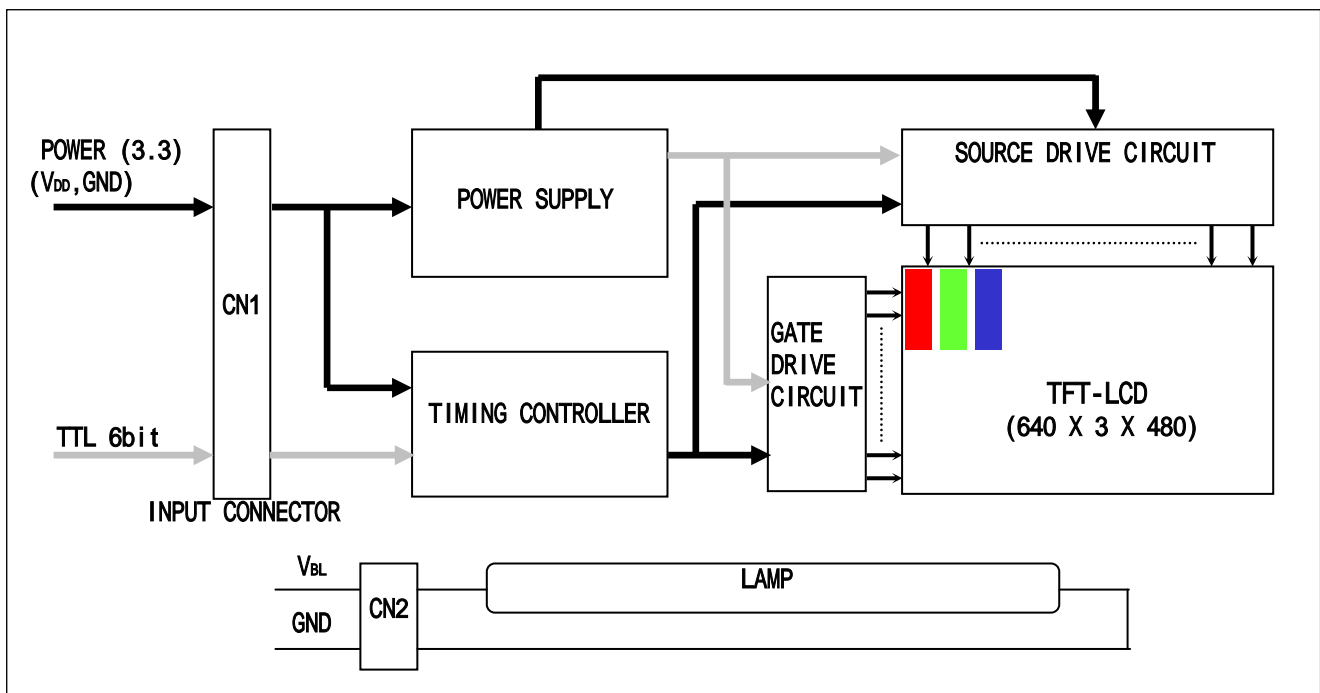 POWER (3.3)
(VDD,GND)
CN1
POWER SUPPLY
SOURCE DRIVE CIRCUIT
GATE
DRIVE
CIRCUIT
TIMING CONTROLLER
TFT-LCD
(640 X 3 X 480)
TTL 6bit
INPUT CONNECTOR
VBL
GND
CN2
LAMP